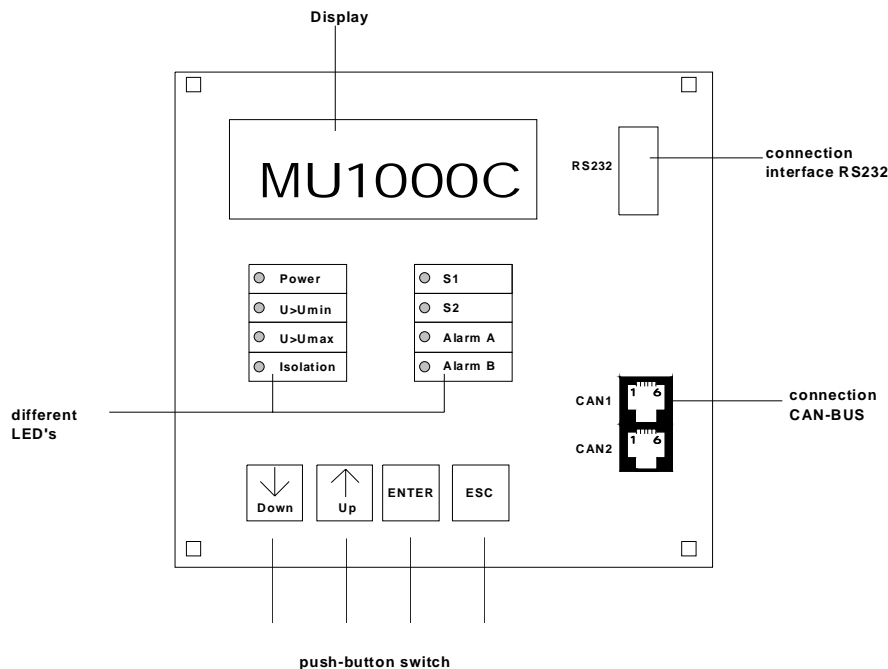 Display
MU1000C
RS232
connection
interface RS232
Power
U>Umin
U>Umax
Isolation
S1
S2
Alarm A
Alarm B
different
LED's
CAN1
1 6
CAN2
1 6
connection
CAN-BUS
Down
Up
ENTER
ESC
push-button switch